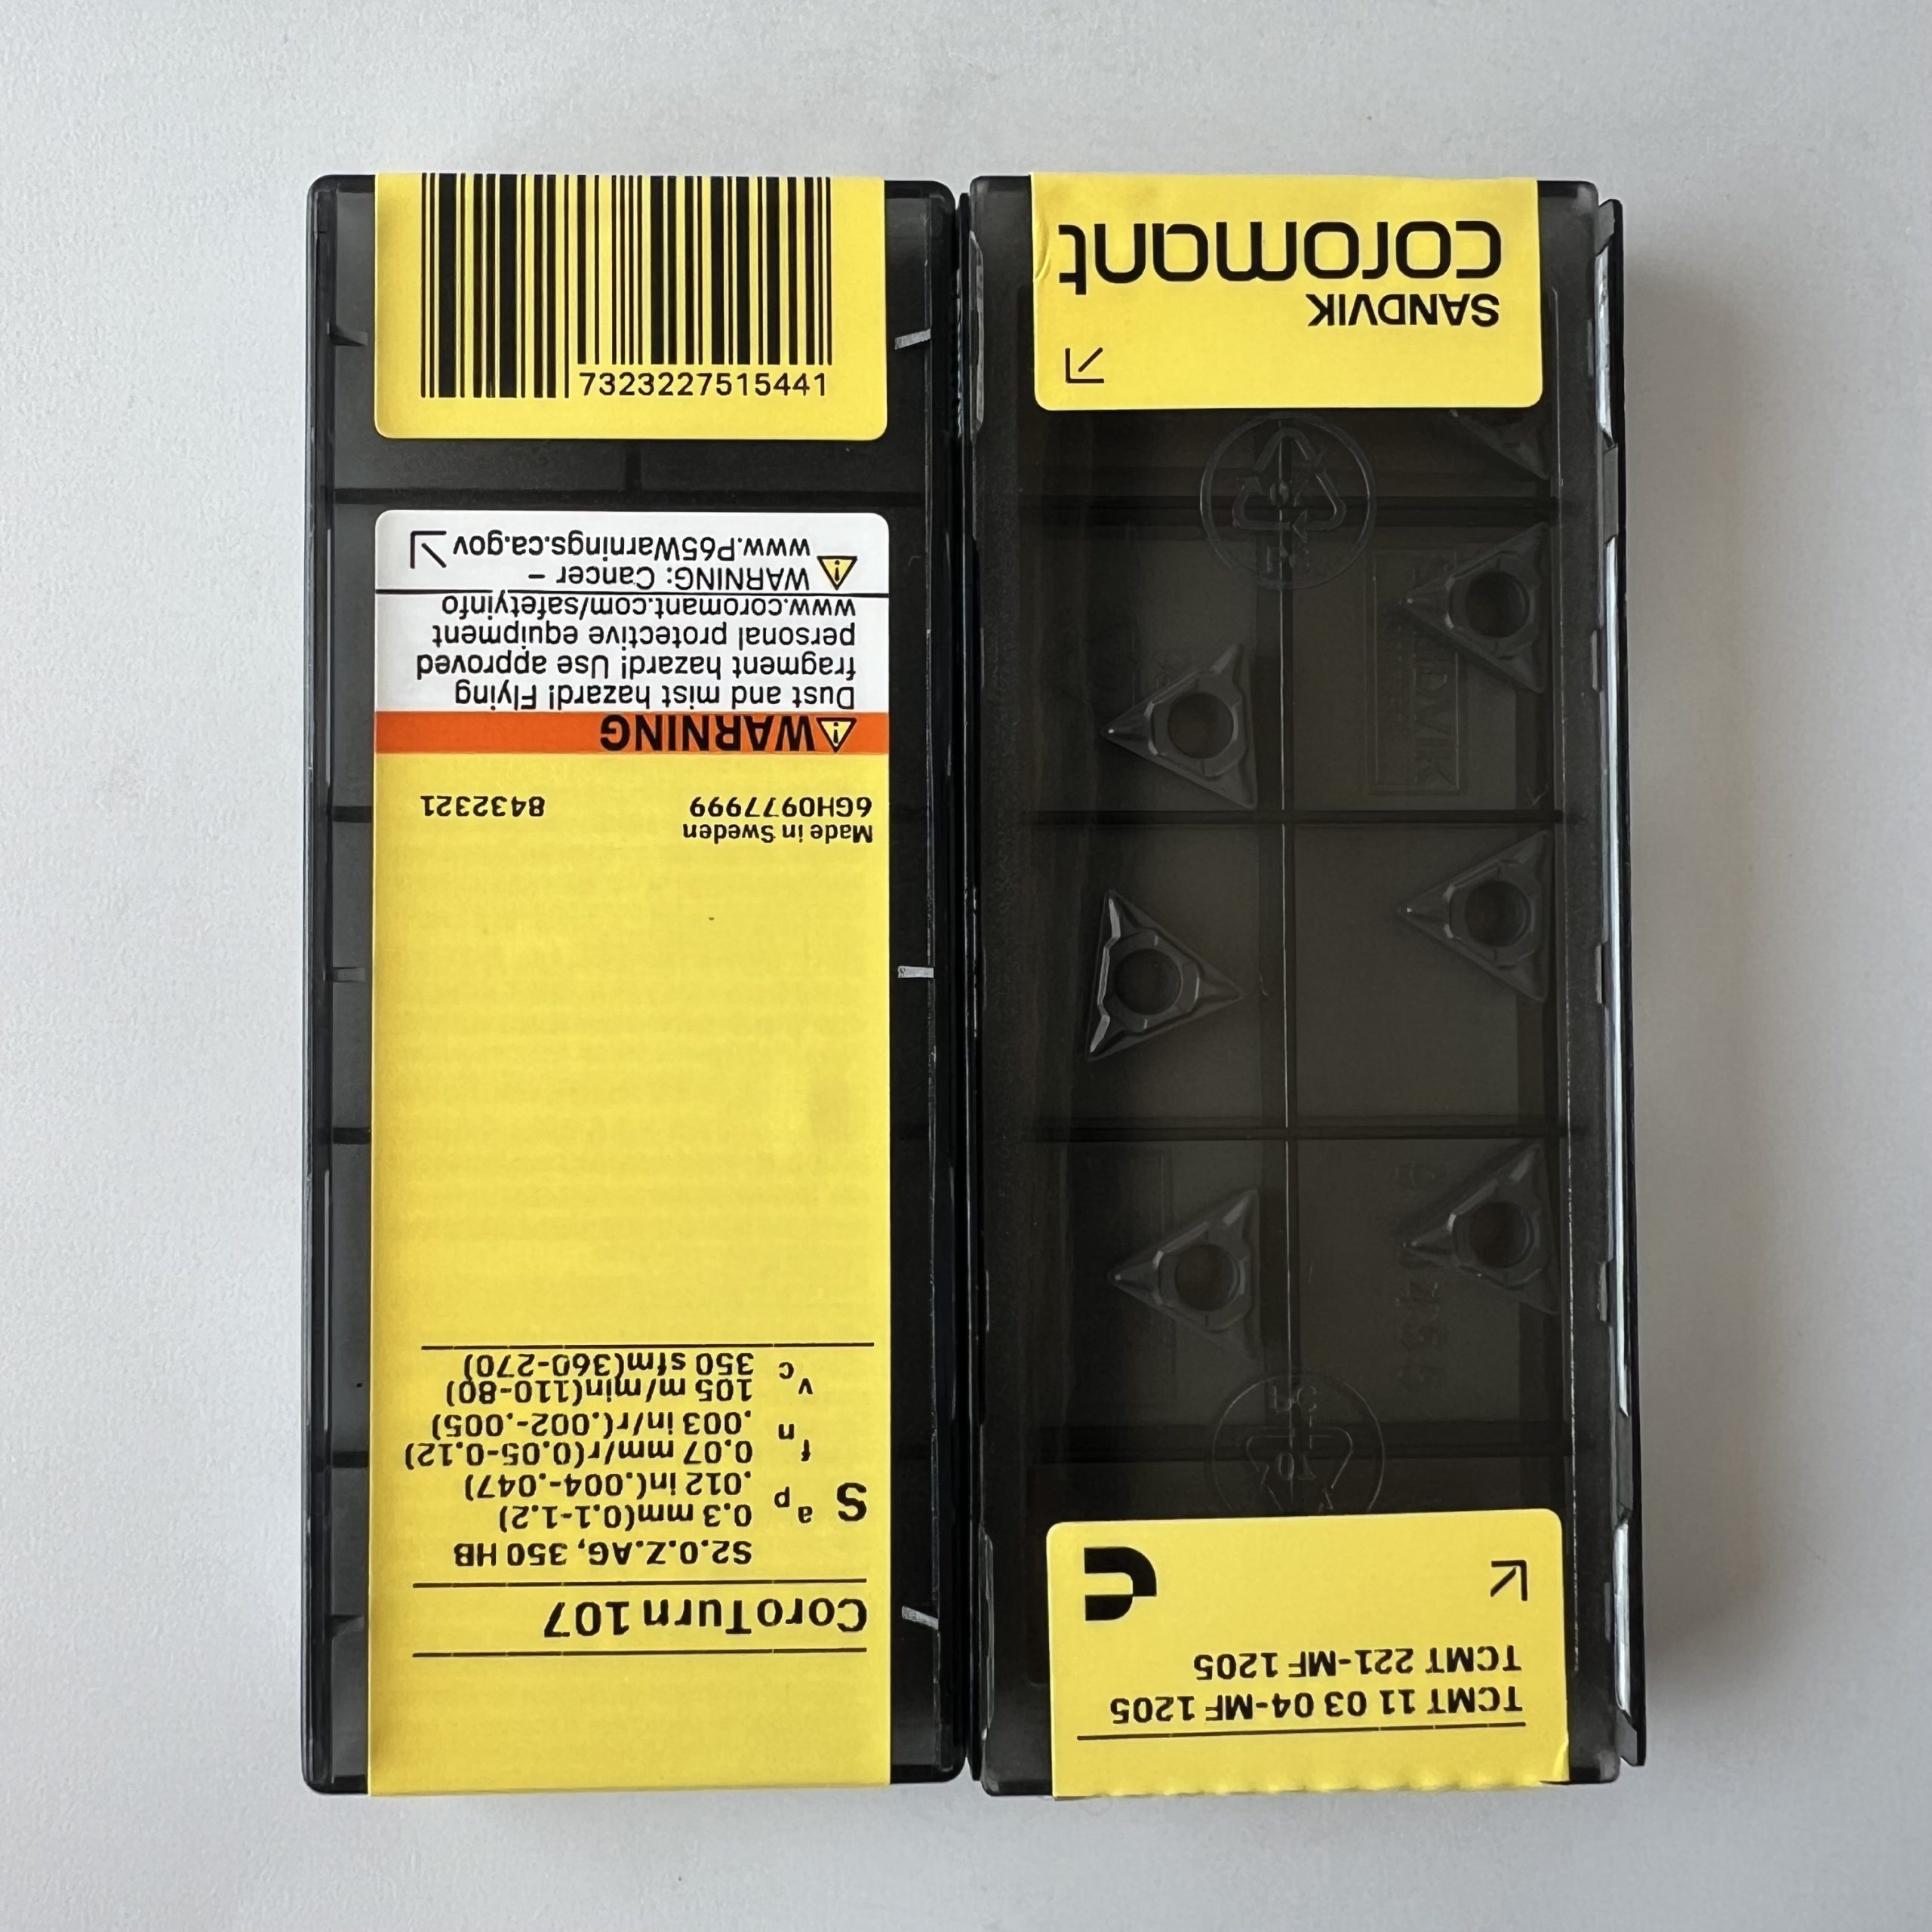 CoroTurn 107
S2.0.Z.AG, 350 HB
S ap 0.3 mm(0.1-1.2)
.012 in(.004-.047)
fn 0.07 mm/r(0.05-0.12)
.003 in/r(.002-.005)
vc 105 m/min(110-80)
350 sfm(360-270)
Made in Sweden
6GH0977999 8432321
WARNING
Dust and mist hazard! Flying
fragment hazard! Use approved
personal protective equipment
www.coromant.com/safetyinfo
WARNING: Cancer –
www.P65Warnings.ca.gov
7323227515441
TCMT 11 03 04-MF 1205
TCMT 221-MF 1205
SANDVIK
coromant